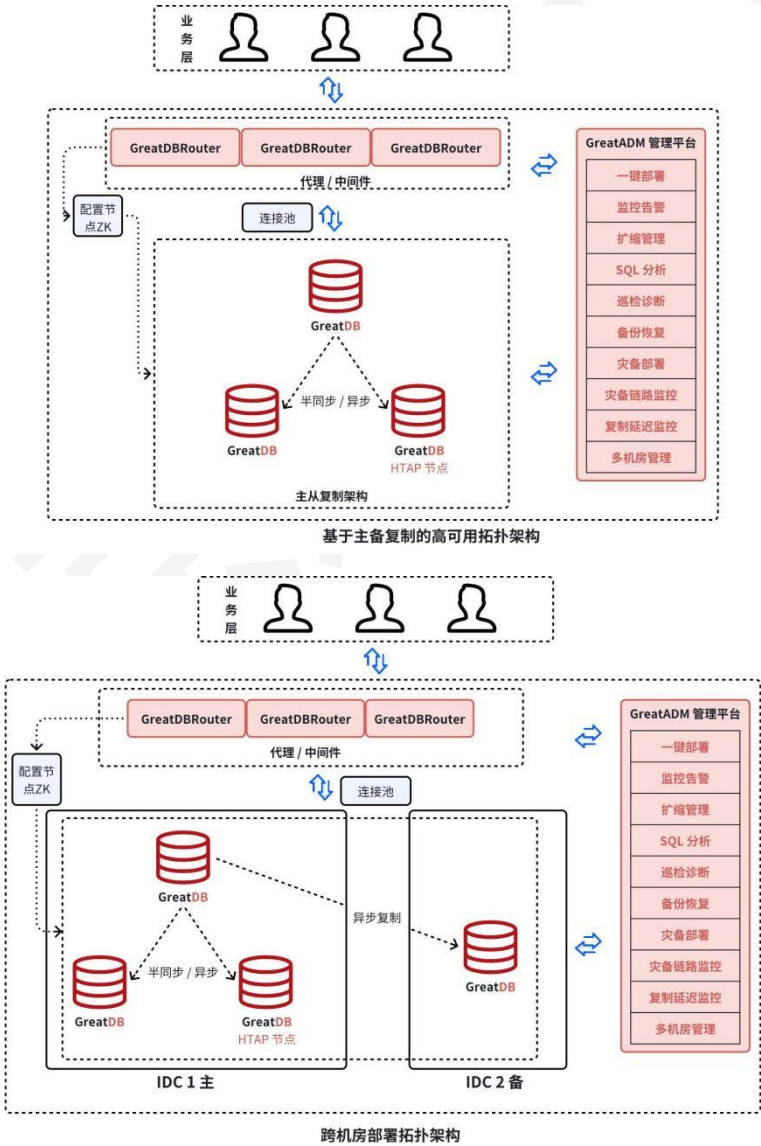 业
务
层
GreatDBRouter GreatDBRouter GreatDBRouter
代理 / 中间件
配置节
点ZK
连接池
GreatDB
半同步 / 异步
GreatDB
GreatDB
HTAP 节点
主从复制架构
GreatADM 管理平台
一键部署
监控告警
扩缩管理
SQL 分析
巡检诊断
备份恢复
灾备部署
灾备链路监控
复制延迟监控
多机房管理
基于主备复制的高可用拓扑架构
业
务
层
GreatDBRouter GreatDBRouter GreatDBRouter
代理 / 中间件
配置节
点ZK
连接池
GreatDB
异步复制
半同步 / 异步
GreatDB
GreatDB
HTAP 节点
GreatDB
IDC 1 主
IDC 2 备
GreatADM 管理平台
一键部署
监控告警
扩缩管理
SQL 分析
巡检诊断
备份恢复
灾备部署
灾备链路监控
复制延迟监控
多机房管理
跨机房部署拓扑架构